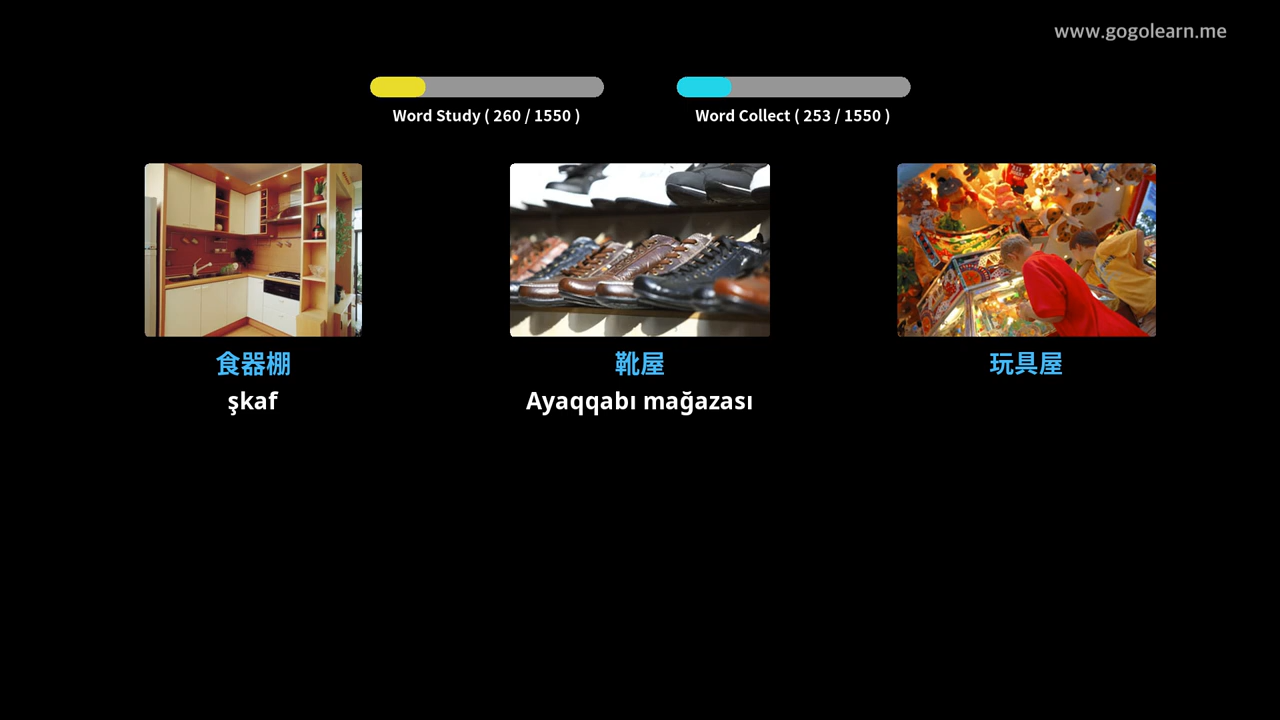 www.gogolearn.me
Word Study ( 260 / 1550 )
Word Collect ( 253 / 1550 )
食器棚
靴屋
玩具屋
şkaf
Ayaqqabı mağazası